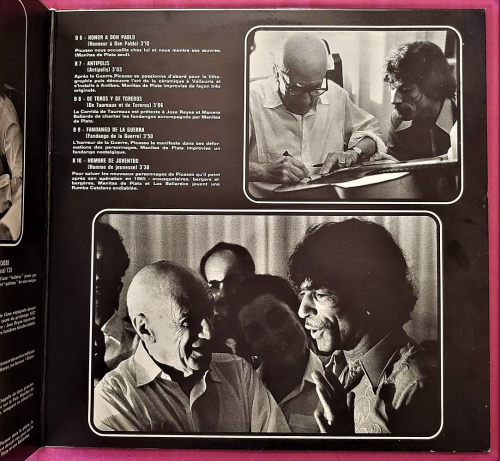 B 6 - HONOR A DON PABLO
(Honneur à Don Pablo) 3'10
Picasso nous accueille chez lui et nous montre ses œuvres.
(Manitas de Plata seul).
B 7 - ANTIPOLIS
(Antipolis) 3'03
Après la Guerre, Picasso se passionne d'abord pour la litho-
graphie puis découvre l'art de la céramique à Vallauris et
s'installe à Antibes. Manitas de Plata improvise de façon très
originale.
B 8 - DE TOROS Y DE TOREROS
(De Taureaux et de Toreros) 3'06
La Corrida de Taureaux est prétexte à Jose Reyes et Manero
Baliardo de chanter les fandangos accompagnés par Manitas
de Plata.
B 9 - FANDANGO DE LA GUERRA
(Fandango de la Guerre) 3'50
L'horreur de la Guerre, Picasso la manifeste dans ses défor-
mations des personnages. Manitas de Plata improvise un
fandango nostalgique.
B 10 - HOMBRE DE JUVENTUD
(Homme de jeunesse) 3'30
Pour saluer les nouveaux personnages de Picasso qu'il peint
après son opération en 1965 - mousquetaires, bergers et
bergères. Manitas de Plata et Los Baliardos jouent une
Rumba Catalane endiablée.